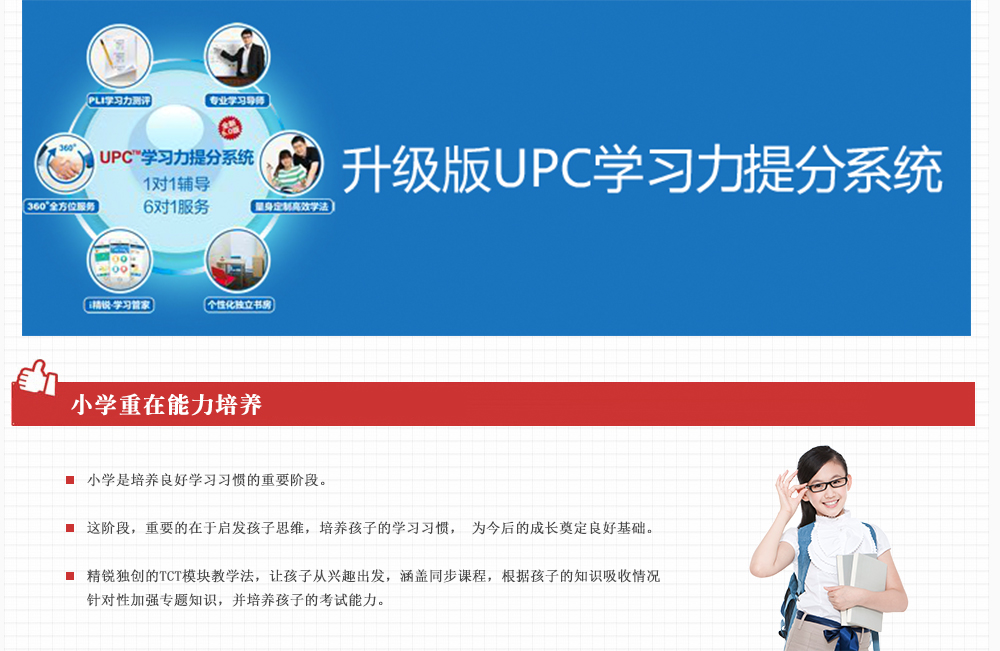 PLI学习力测评
专业学习导师
全新
4.0版
360°
UPC™学习力提分系统
1对1辅导
6对1服务
360°全方位服务
量身定制高效学法
i精锐·学习管家
个性化独立书房
升级版UPC学习力提分系统
小学重在能力培养
小学是培养良好学习习惯的重要阶段。
这阶段，重要的在于启发孩子思维，培养孩子的学习习惯， 为今后的成长奠定良好基础。
精锐独创的TCT模块教学法，让孩子从兴趣出发，涵盖同步课程，根据孩子的知识吸收情况
针对性加强专题知识，并培养孩子的考试能力。